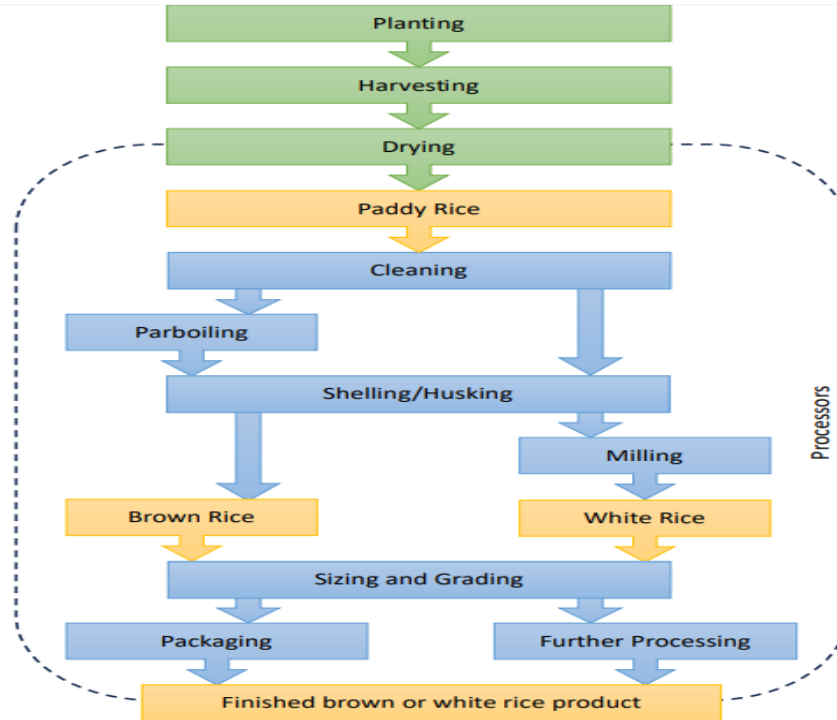 Planting
Harvesting
Drying
Paddy Rice
Cleaning
Parboiling
Shelling/Husking
Milling
Brown Rice
White Rice
Sizing and Grading
Packaging
Further Processing
Finished brown or white rice product
Processors